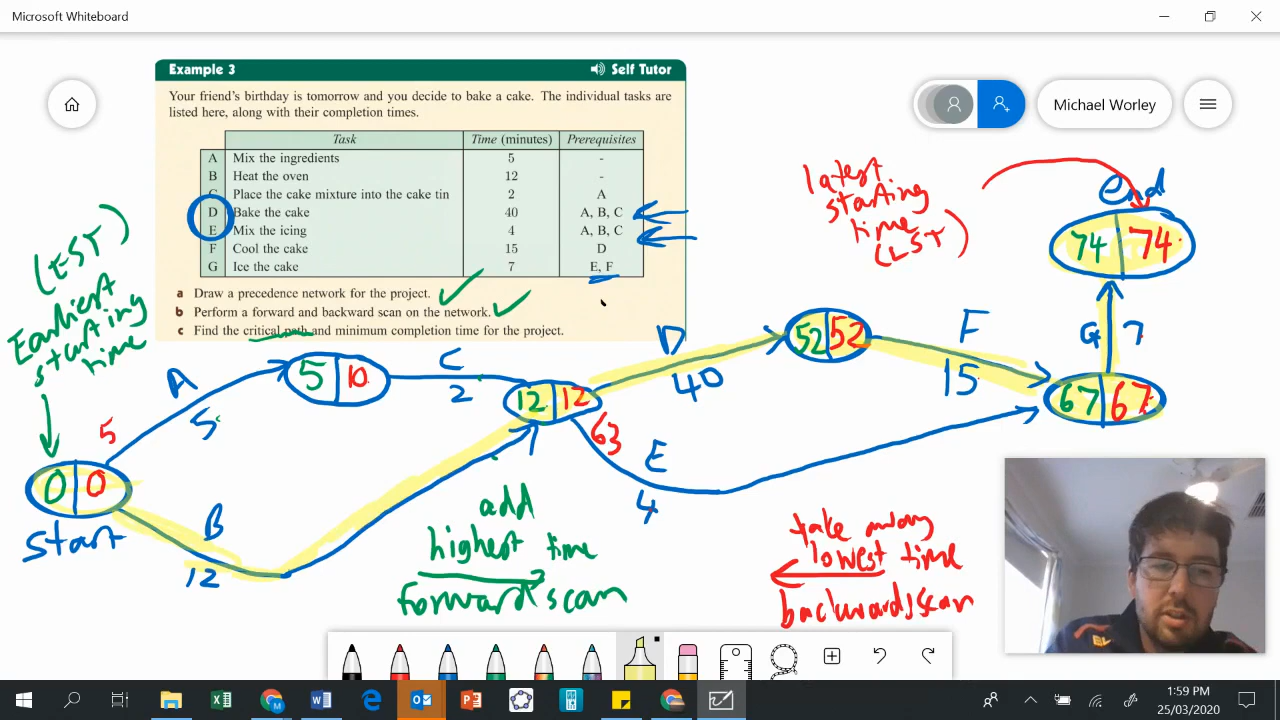 Microsoft Whiteboard
Example 3
Self Tutor
Your friend's birthday is tomorrow and you decide to bake a cake. The individual tasks are
listed here, along with their completion times.
Task Time (minutes) Prerequisites
A Mix the ingredients 5 -
B Heat the oven 12 -
C Place the cake mixture into the cake tin 2 A
D Bake the cake 40 A, B, C
E Mix the icing 4 A, B, C
F Cool the cake 15 D
G Ice the cake 7 E, F
a Draw a precedence network for the project.
b Perform a forward and backward scan on the network.
c Find the critical path and minimum completion time for the project.
Michael Worley
latest
starting
time
(LST)
end
74 74
(EST)
Earliest
starting
time
A
5
5
5 10
C
2
12 12
D
40
52 52
F
15
G 7
67 67
63
E
4
0 0
start
B
12
add
highest time
forward scan
take away
lowest time
backward scan
1:59 PM
25/03/2020